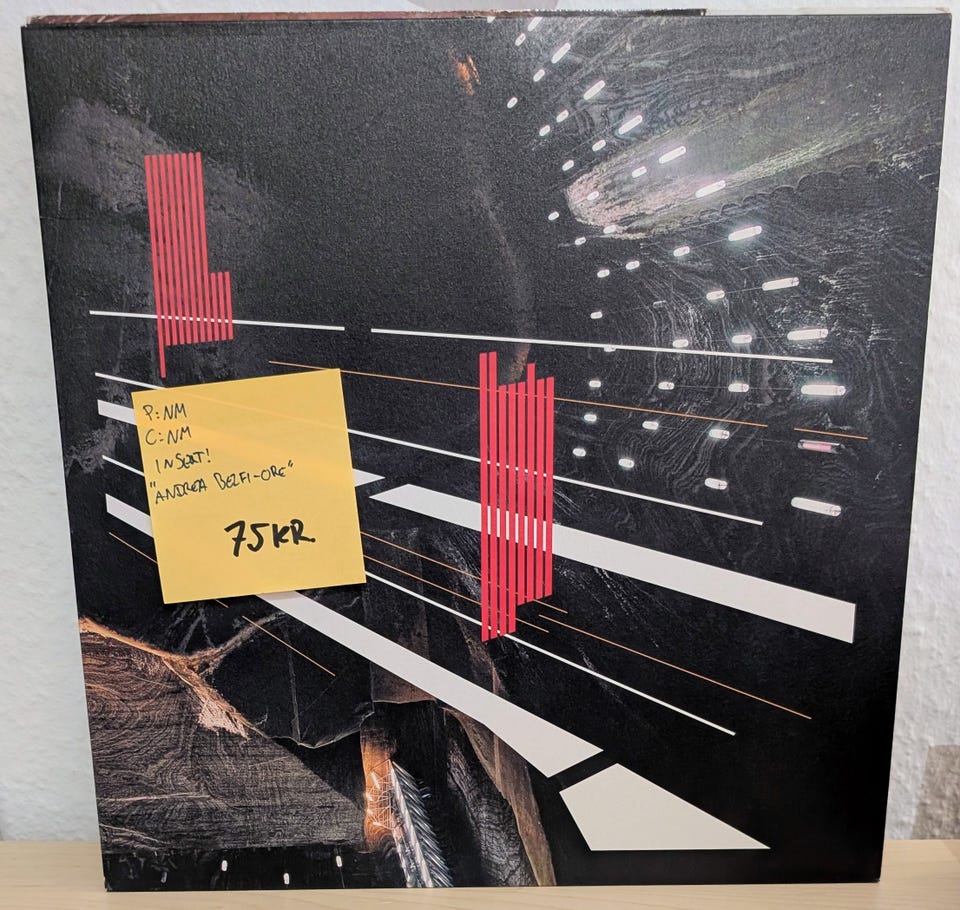 P: NM
C: NM
INSERT!
"ANDREA BELFI-ORE"
75 KR.